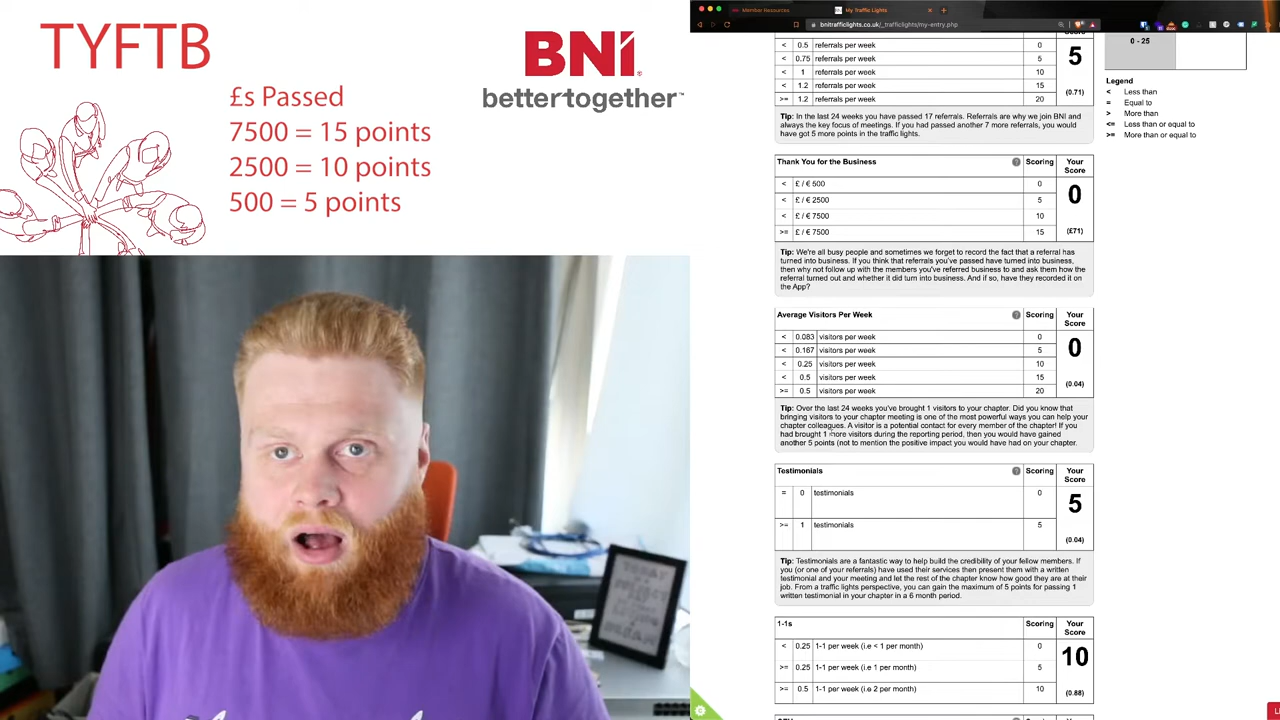 TYFTB
£s Passed
7500 = 15 points
2500 = 10 points
500 = 5 points
BNI®
bettertogether™
Member Resources
My Traffic Lights
bnitrafficlights.co.uk/_trafficlights/my-entry.php
< 0.5 referrals per week 0
< 0.75 referrals per week 5
< 1 referrals per week 10
< 1.2 referrals per week 15
>= 1.2 referrals per week 20
Score
5
(0.71)
Tip: In the last 24 weeks you have passed 17 referrals. Referrals are why we join BNI and
always the key focus of meetings. If you had passed another 7 more referrals, you would
have got 5 more points in the traffic lights.
0 - 25
Legend
< Less than
= Equal to
> More than
<= Less than or equal to
>= More than or equal to
Thank You for the Business ? Scoring Your
Score
< £ / € 500 0
< £ / € 2500 5
< £ / € 7500 10
>= £ / € 7500 15
0
(£71)
Tip: We're all busy people and sometimes we forget to record the fact that a referral has
turned into business. If you think that referrals you've passed have turned into business,
then why not follow up with the members you've referred business to and ask them how the
referral turned out and whether it did turn into business. And if so, have they recorded it on
the App?
Average Visitors Per Week ? Scoring Your
Score
< 0.083 visitors per week 0
< 0.167 visitors per week 5
< 0.25 visitors per week 10
< 0.5 visitors per week 15
>= 0.5 visitors per week 20
0
(0.04)
Tip: Over the last 24 weeks you've brought 1 visitors to your chapter. Did you know that
bringing visitors to your chapter meeting is one of the most powerful ways you can help your
chapter colleagues. A visitor is a potential contact for every member of the chapter! If you
had brought 1 more visitors during the reporting period, then you would have gained
another 5 points (not to mention the positive impact you would have had on your chapter.
Testimonials ? Scoring Your
Score
= 0 testimonials 0
>= 1 testimonials 5
5
(0.04)
Tip: Testimonials are a fantastic way to help build the credibility of your fellow members. If
you (or one of your referrals) have used their services then present them with a written
testimonial and your meeting and let the rest of the chapter know how good they are at their
job. From a traffic lights perspective, you can gain the maximum of 5 points for passing 1
written testimonial in your chapter in a 6 month period.
1-1s Scoring Your
Score
< 0.25 1-1 per week (i.e < 1 per month) 0
>= 0.25 1-1 per week (i.e 1 per month) 5
>= 0.5 1-1 per week (i.e 2 per month) 10
10
(0.88)